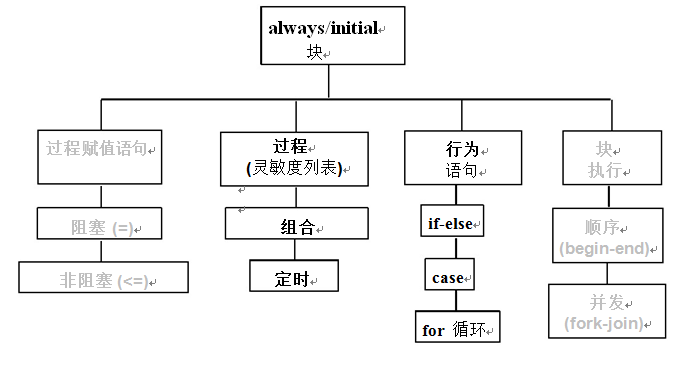 always/initial
块
过程赋值语句
阻塞 (=)
非阻塞 (<=)
过程
(灵敏度列表)
组合
定时
行为
语句
if-else
case
for 循环
块
执行
顺序
(begin-end)
并发
(fork-join)